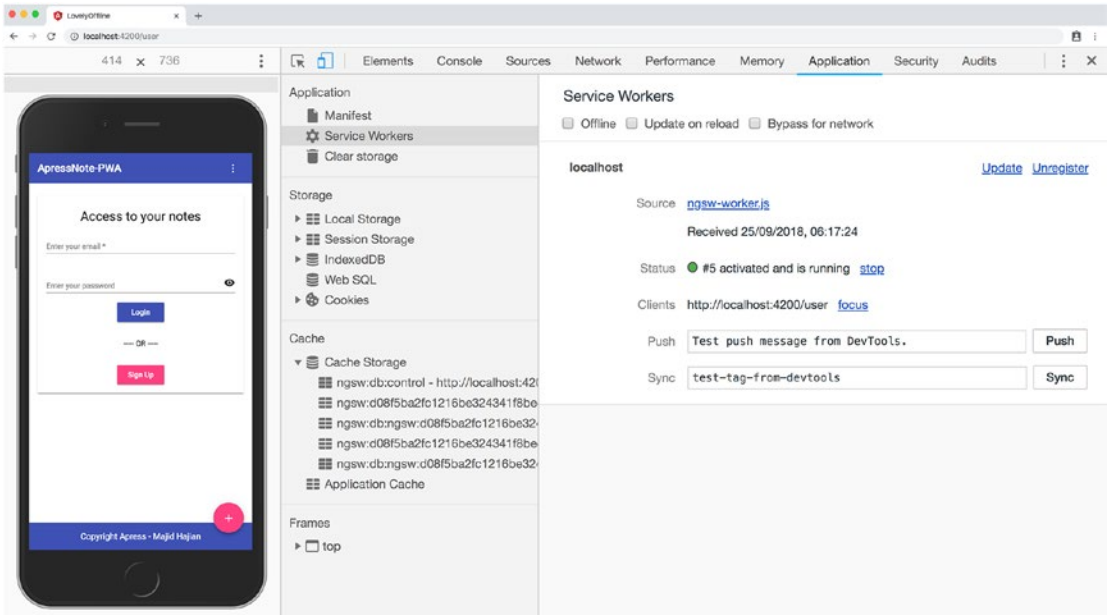 LovelyOffline
localhost:4200/user
414 x 736
Elements Console Sources Network Performance Memory Application Security Audits
ApressNote-PWA
Access to your notes
Enter your email *
Enter your password
Login
OR
Sign Up
Copyright Apress - Majid Hajian
Application
Manifest
Service Workers
Clear storage
Storage
Local Storage
Session Storage
IndexedDB
Web SQL
Cookies
Cache
Cache Storage
ngsw:db:control - http://localhost:420
ngsw:d08f5ba2fc1216be324341f8be
ngsw:db:ngsw:d08f5ba2fc1216be324
ngsw:d08f5ba2fc1216be324341f8be
ngsw:db:ngsw:d08f5ba2fc1216be324
Application Cache
Frames
top
Service Workers
Offline Update on reload Bypass for network
localhost Update Unregister
Source ngsw-worker.js
Received 25/09/2018, 06:17:24
Status #5 activated and is running stop
Clients http://localhost:4200/user focus
Push Test push message from DevTools. Push
Sync test-tag-from-devtools Sync